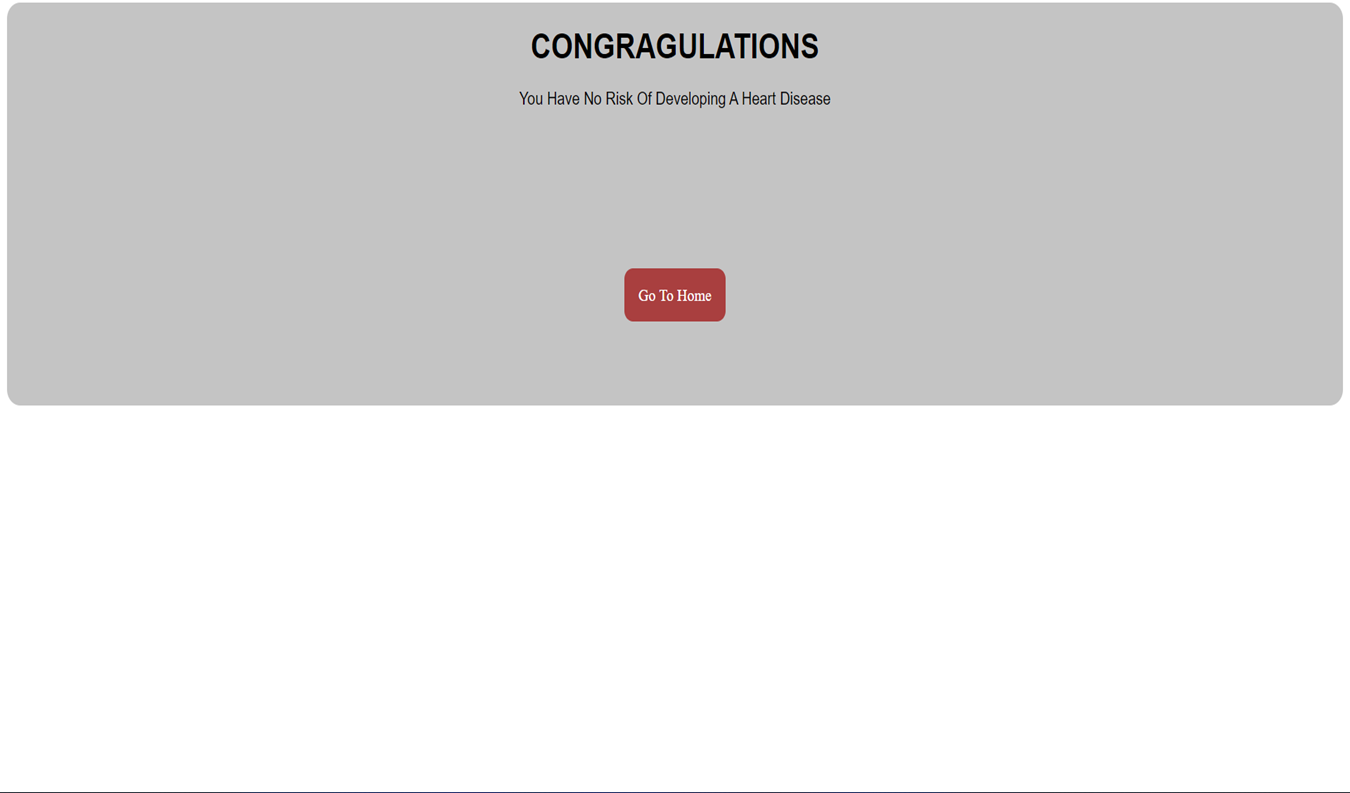 CONGRAGULATIONS
You Have No Risk Of Developing A Heart Disease
Go To Home